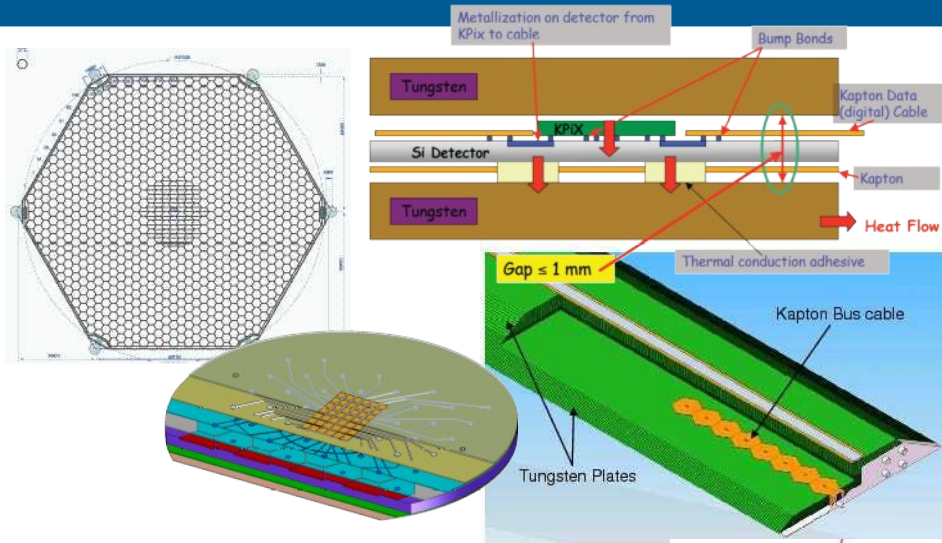 Metallization on detector from
KPix to cable
Bump Bonds
Tungsten
Kapton Data
(digital) Cable
KPiX
Si Detector
Kapton
Tungsten
Heat Flow
Thermal conduction adhesive
Gap ≤ 1 mm
Kapton Bus cable
Tungsten Plates